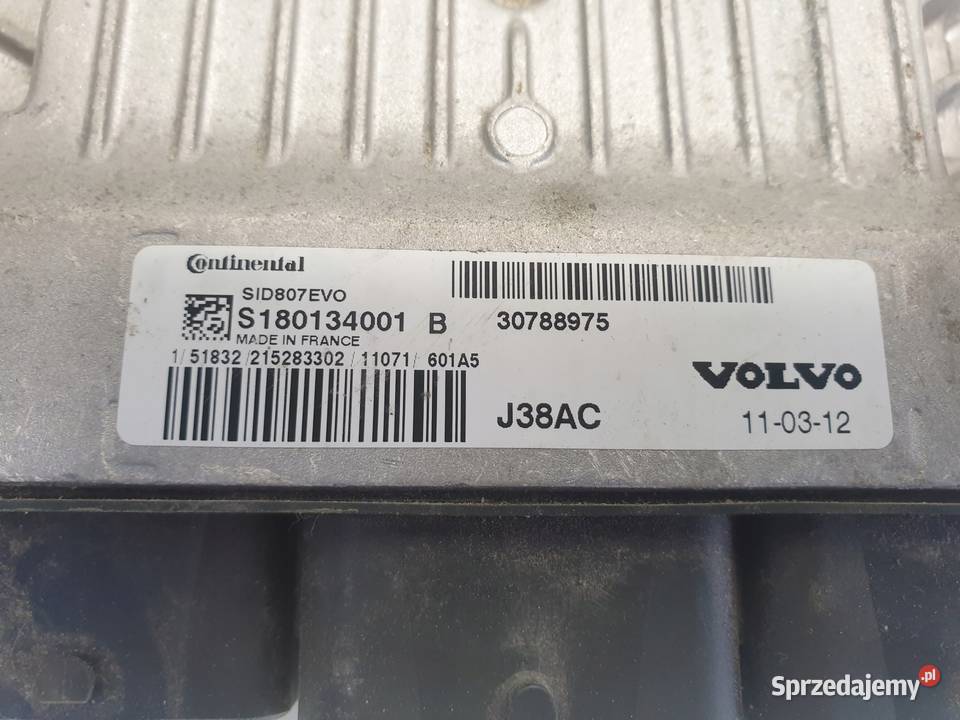 Continental
SID807EVO
S180134001 B 30788975
MADE IN FRANCE
1/ 51832 / 215283302 / 11071 / 601A5
VOLVO
J38AC
11-03-12
Sprzedajemy.pl